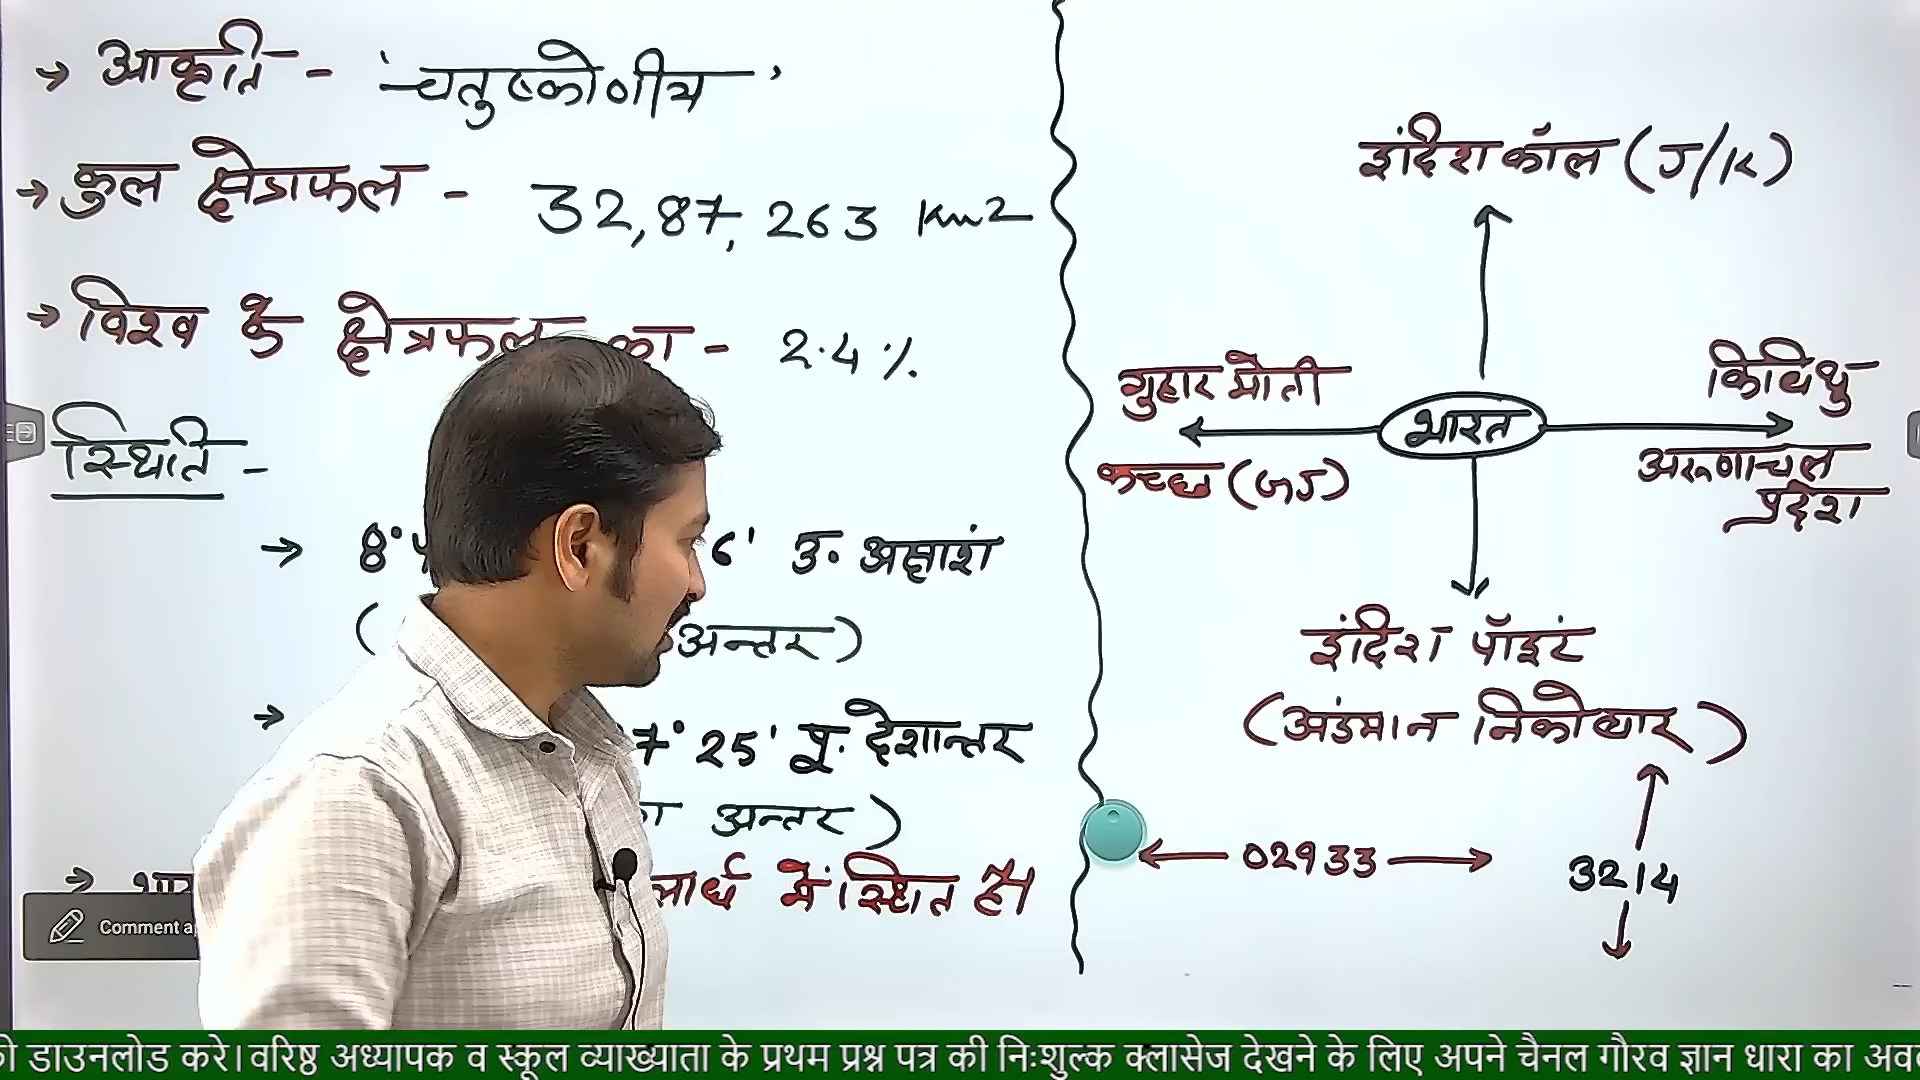 → आकृति - 'चतुष्कोणीय'
→ कुल क्षेत्रफल - 32,87,263 Km2
→ विश्व के क्षेत्रफल का - 2.4%
स्थिति -
→ 8° 6' उ. अक्षांश
( अन्तर)
→ 7° 25' पू. देशान्तर
अन्तर)
→ में स्थित है।
Comment
इंदिरा कॉल (J/K)
गुहार मोती
कच्छ (GJ)
भारत
किविथु
अरूणाचल
प्रदेश
इंदिरा पॉइंट
(अंडमान निकोबार)
← 02933 →
3214
डाउनलोड करे। वरिष्ठ अध्यापक व स्कूल व्याख्याता के प्रथम प्रश्न पत्र की निःशुल्क क्लासेज देखने के लिए अपने चैनल गौरव ज्ञान धारा का